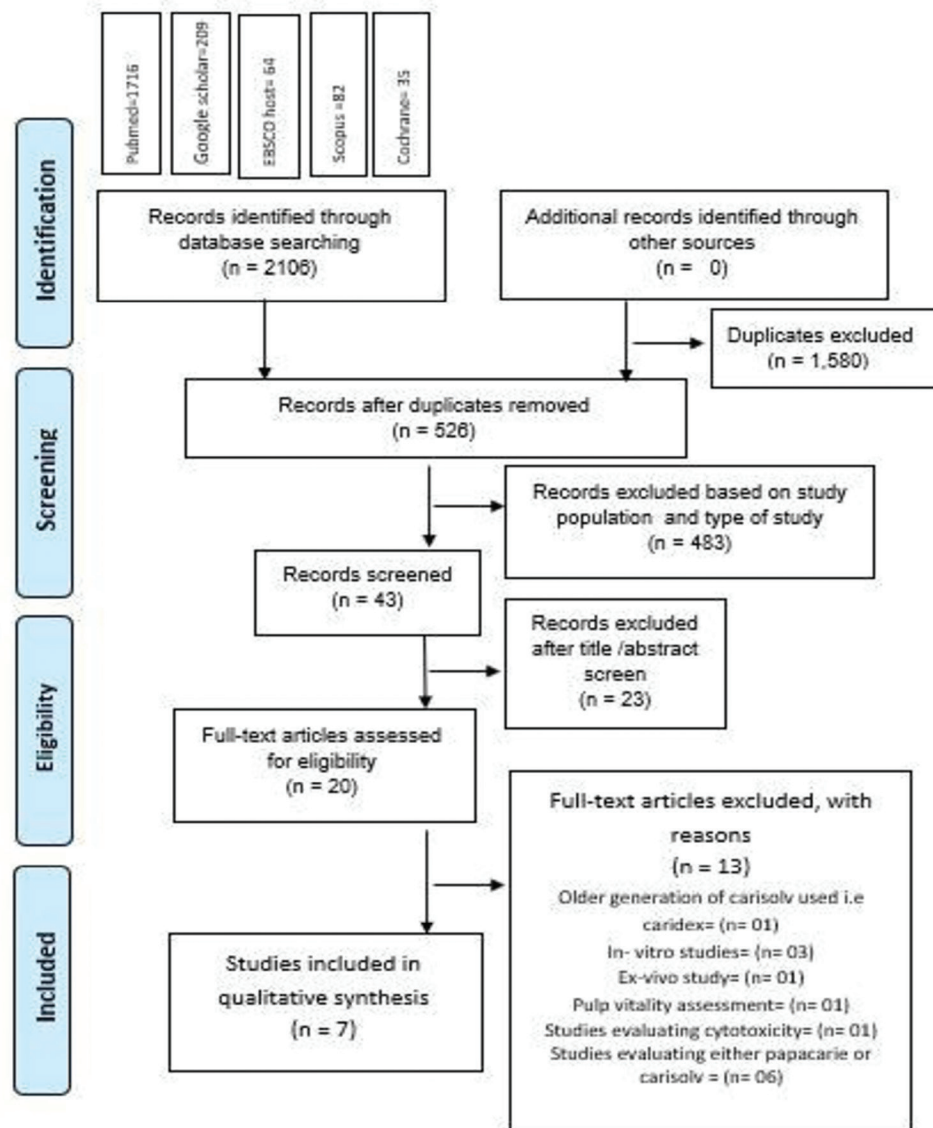 Pubmed=1716
Google scholar=209
EBSCO host= 64
Scopus =82
Cochrane= 35
Identification
Records identified through
database searching
(n = 2106)
Additional records identified through
other sources
(n = 0)
Duplicates excluded
(n = 1,580)
Screening
Records after duplicates removed
(n = 526)
Records excluded based on study
population and type of study
(n = 483)
Records screened
(n = 43)
Records excluded
after title /abstract
screen
(n = 23)
Eligibility
Full-text articles assessed
for eligibility
(n = 20)
Full-text articles excluded, with
reasons
(n = 13)
Older generation of carisolv used i.e
caridex= (n= 01)
In- vitro studies= (n= 03)
Ex-vivo study= (n= 01)
Pulp vitality assessment= (n= 01)
Studies evaluating cytotoxicity= (n= 01)
Studies evaluating either papacarie or
carisolv = (n= 06)
Included
Studies included in
qualitative synthesis
(n = 7)